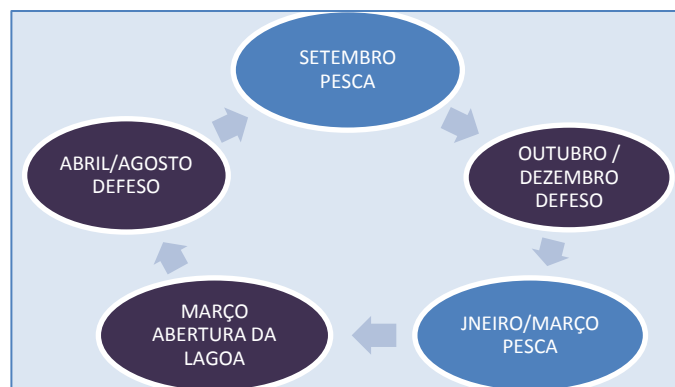 SETEMBRO
PESCA
OUTUBRO /
DEZEMBRO
DEFESO
JNEIRO/MARÇO
PESCA
MARÇO
ABERTURA DA
LAGOA
ABRIL/AGOSTO
DEFESO